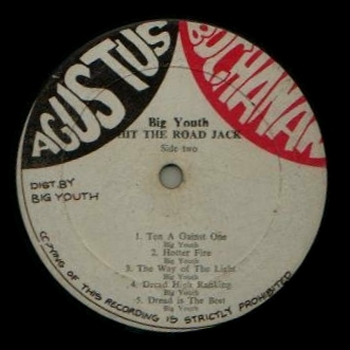 AGUSTUS
BUCHANAN
Big Youth
HIT THE ROAD JACK
Side two
DIST. BY
BIG YOUTH
1. Ten A Gainst One
Big Youth
2. Hotter Fire
Big Youth
3. The Way of The Light
Big Youth
4. Dread High Ranking
Big Youth
5. Dread is The Best
Big Youth
COPYING OF THIS RECORDING IS STRICTLY PROHIBITED